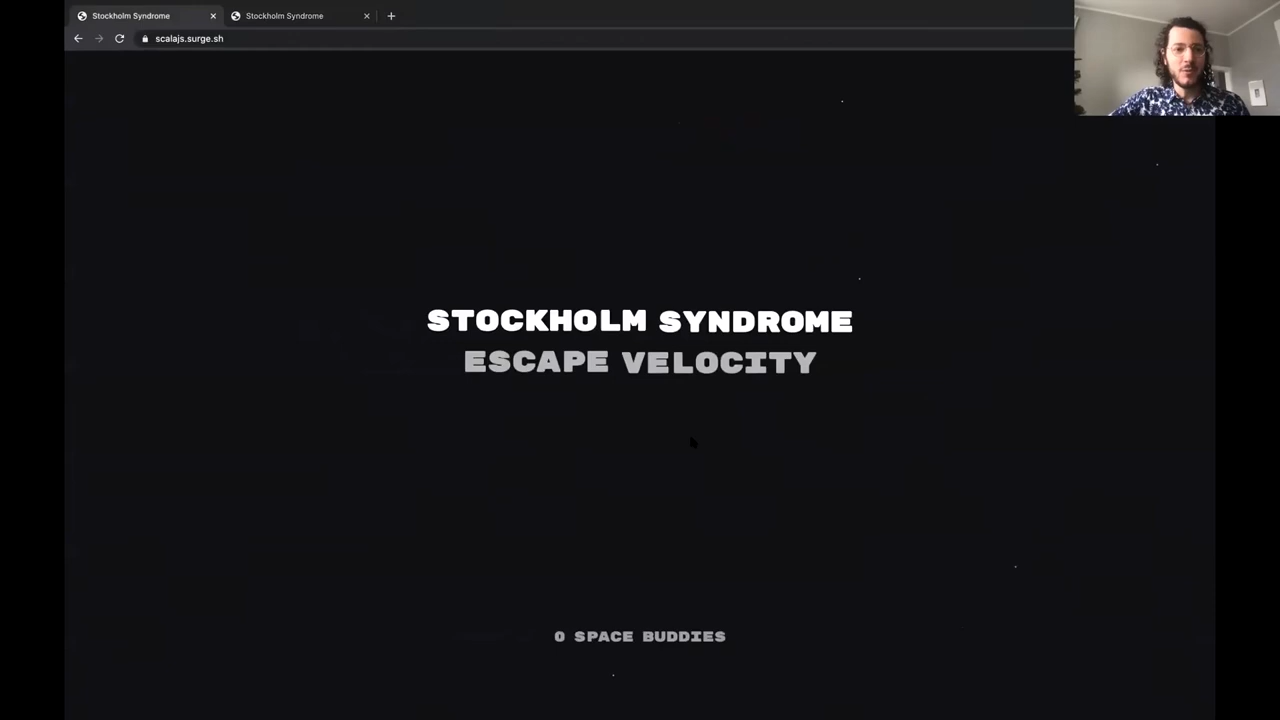 Stockholm Syndrome
Stockholm Syndrome
scalajs.surge.sh
STOCKHOLM SYNDROME
ESCAPE VELOCITY
0 SPACE BUDDIES